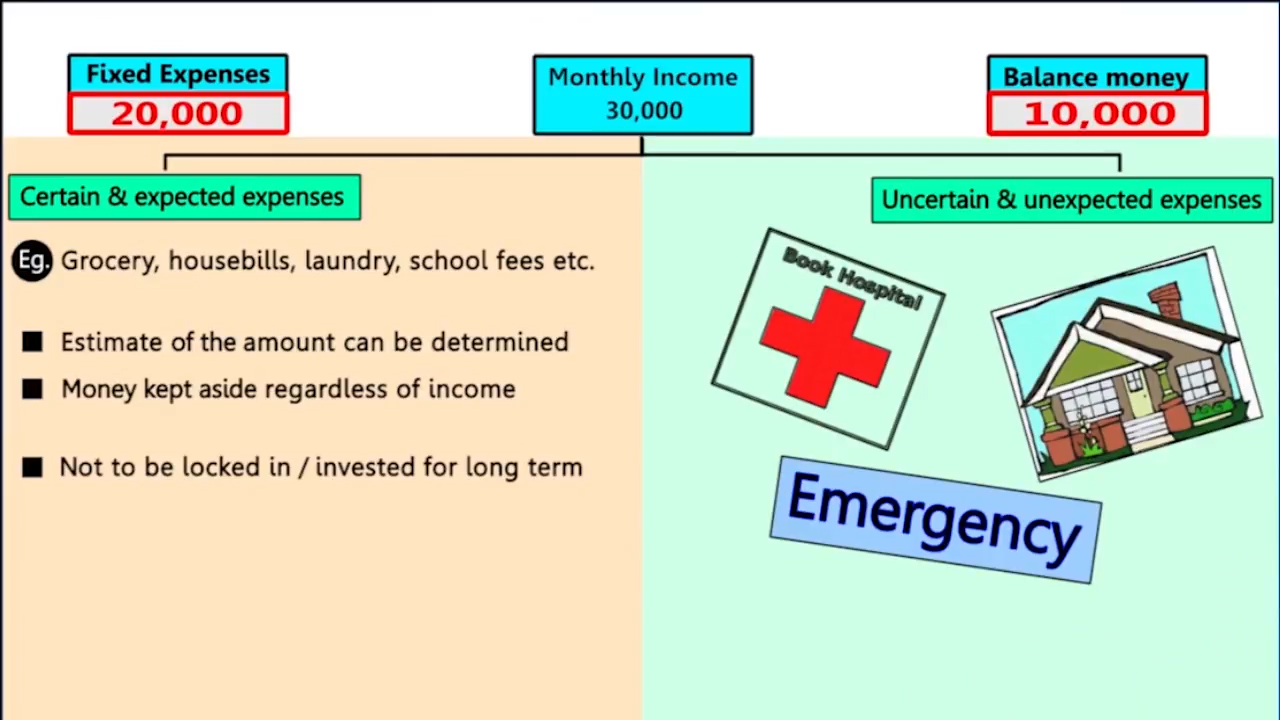 Fixed Expenses
20,000
Monthly Income
30,000
Balance money
10,000
Certain & expected expenses
Eg. Grocery, housebills, laundry, school fees etc.
Estimate of the amount can be determined
Money kept aside regardless of income
Not to be locked in / invested for long term
Uncertain & unexpected expenses
Book Hospital
Emergency